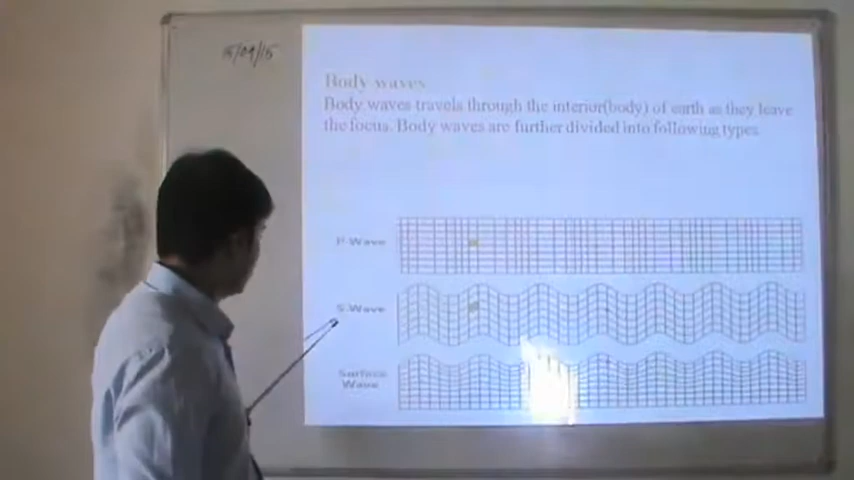 15/09/15
Body waves
Body waves travels through the interior(body) of earth as they leave
the focus. Body waves are further divided into following types
P-Wave
S-Wave
Surface
Wave